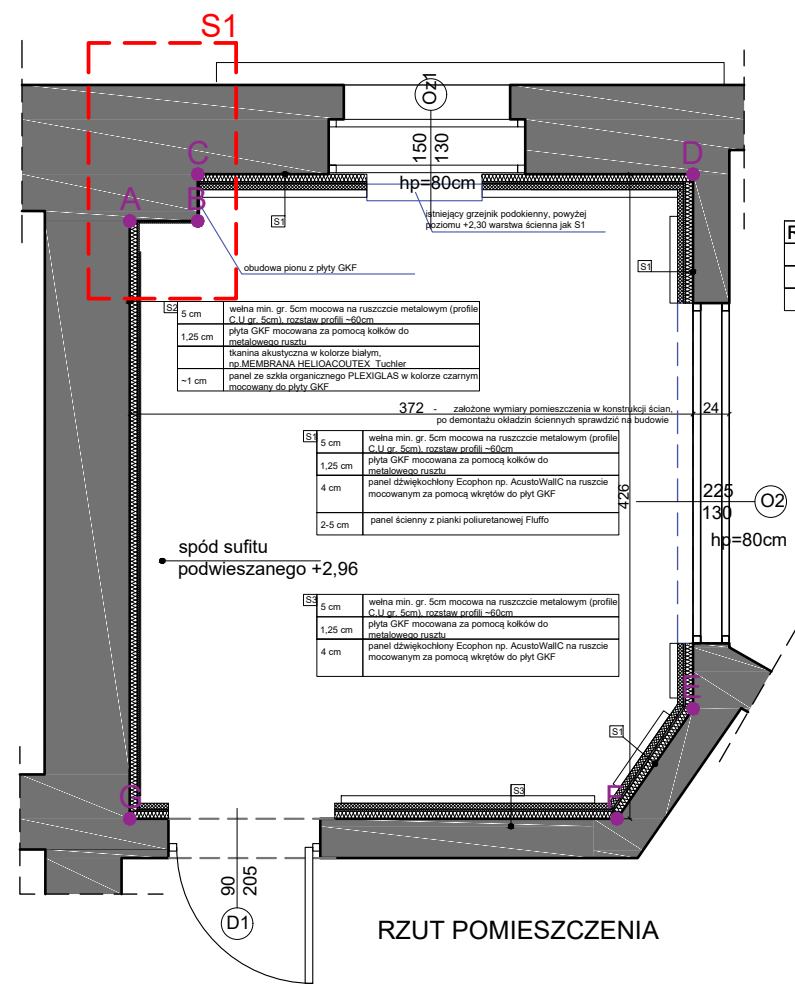 S1
Oz1
150
130
C
D
hp=80cm
A
B
S1
istniejący grzejnik podokienny, powyżej
poziomu +2,30 warstwa ścienna jak S1
R
S1
obudowa pionu z płyty GKF
S2
5 cm
wełna min. gr. 5cm mocowa na ruszczcie metalowym (profile
C,U gr. 5cm), rozstaw profili ~60cm
1,25 cm
płyta GKF mocowana za pomocą kołków do
metalowego rusztu
tkanina akustyczna w kolorze białym,
np.MEMBRANA HELIOACOUTEX Tuchler
~1 cm
panel ze szkła organicznego PLEXIGLAS w kolorze czarnym
mocowany do płyty GKF
372 - założone wymiary pomieszczenia w konstrukcji ścian,
po demontażu okładzin ściennych sprawdzić na budowie
24
S1
5 cm
wełna min. gr. 5cm mocowa na ruszczcie metalowym (profile
C,U gr. 5cm), rozstaw profili ~60cm
1,25 cm
płyta GKF mocowana za pomocą kołków do
metalowego rusztu
4 cm
panel dźwiękochłony Ecophon np. AcustoWallC na ruszcie
mocowanym za pomocą wkrętów do płyt GKF
2-5 cm
panel ścienny z pianki poliuretanowej Fluffo
426
225
130
O2
hp=80cm
spód sufitu
podwieszanego +2,96
S3
5 cm
wełna min. gr. 5cm mocowa na ruszczcie metalowym (profile
C,U gr. 5cm), rozstaw profili ~60cm
1,25 cm
płyta GKF mocowana za pomocą kołków do
metalowego rusztu
4 cm
panel dźwiękochłony Ecophon np. AcustoWallC na ruszcie
mocowanym za pomocą wkrętów do płyt GKF
E
S1
S3
G
F
90
205
D1
RZUT POMIESZCZENIA